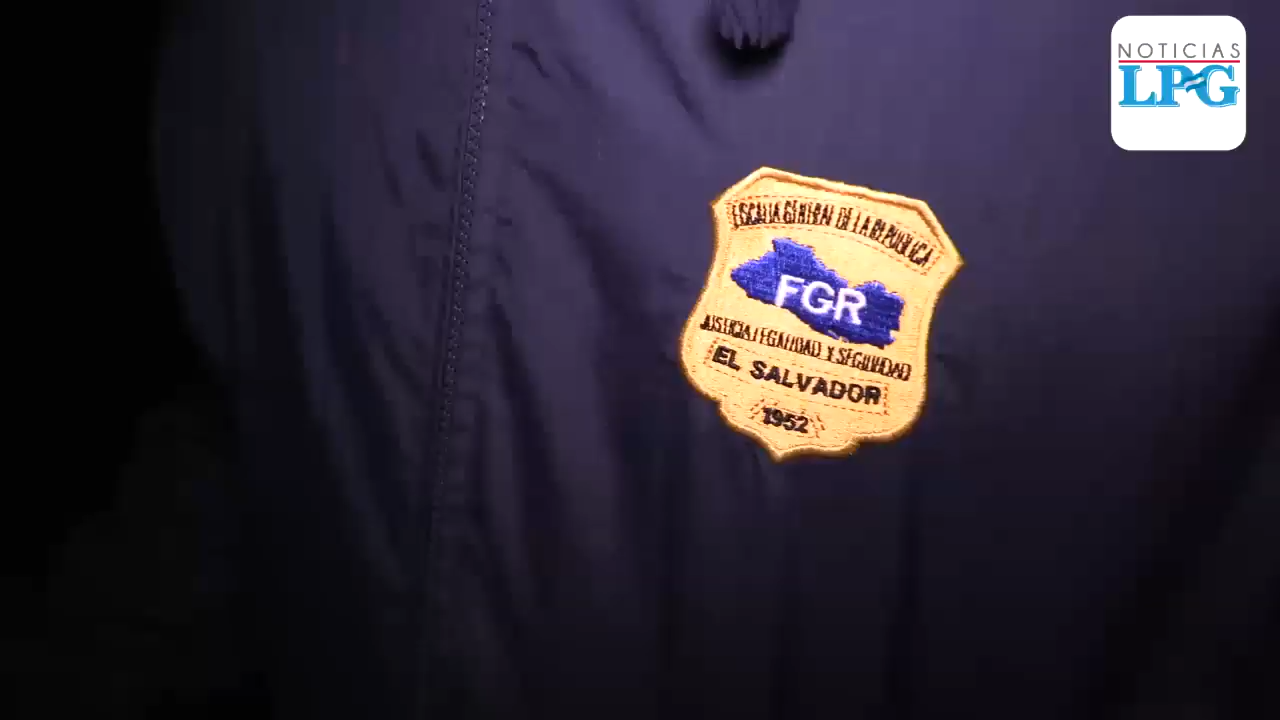 NOTICIAS
LPG
FISCALIA GENERAL DE LA REPUBLICA
FGR
JUSTICIA LEGALIDAD Y SEGURIDAD
EL SALVADOR
1952